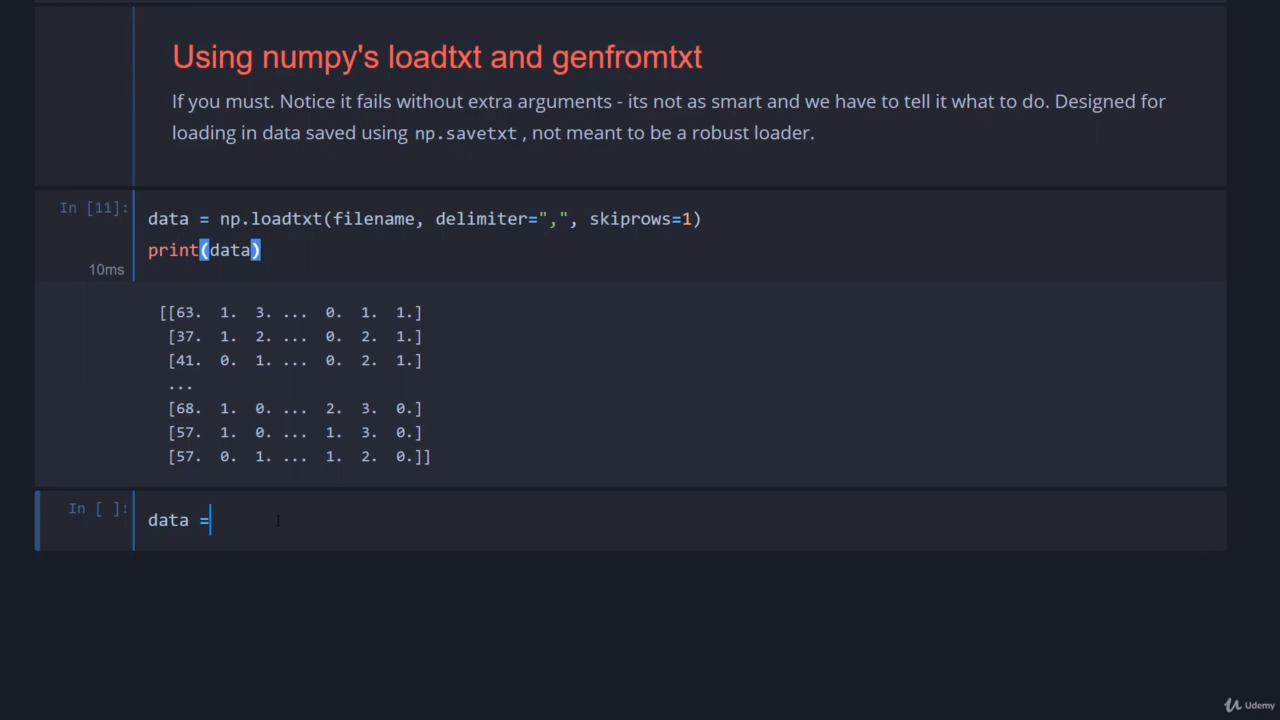 Using numpy's loadtxt and genfromtxt
If you must. Notice it fails without extra arguments - its not as smart and we have to tell it what to do. Designed for
loading in data saved using np.savetxt , not meant to be a robust loader.
In [11]:
data = np.loadtxt(filename, delimiter=",", skiprows=1)
print(data)
10ms
[[63. 1. 3. ... 0. 1. 1.]
[37. 1. 2. ... 0. 2. 1.]
[41. 0. 1. ... 0. 2. 1.]
...
[68. 1. 0. ... 2. 3. 0.]
[57. 1. 0. ... 1. 3. 0.]
[57. 0. 1. ... 1. 2. 0.]]
In [ ]:
data =
Udemy